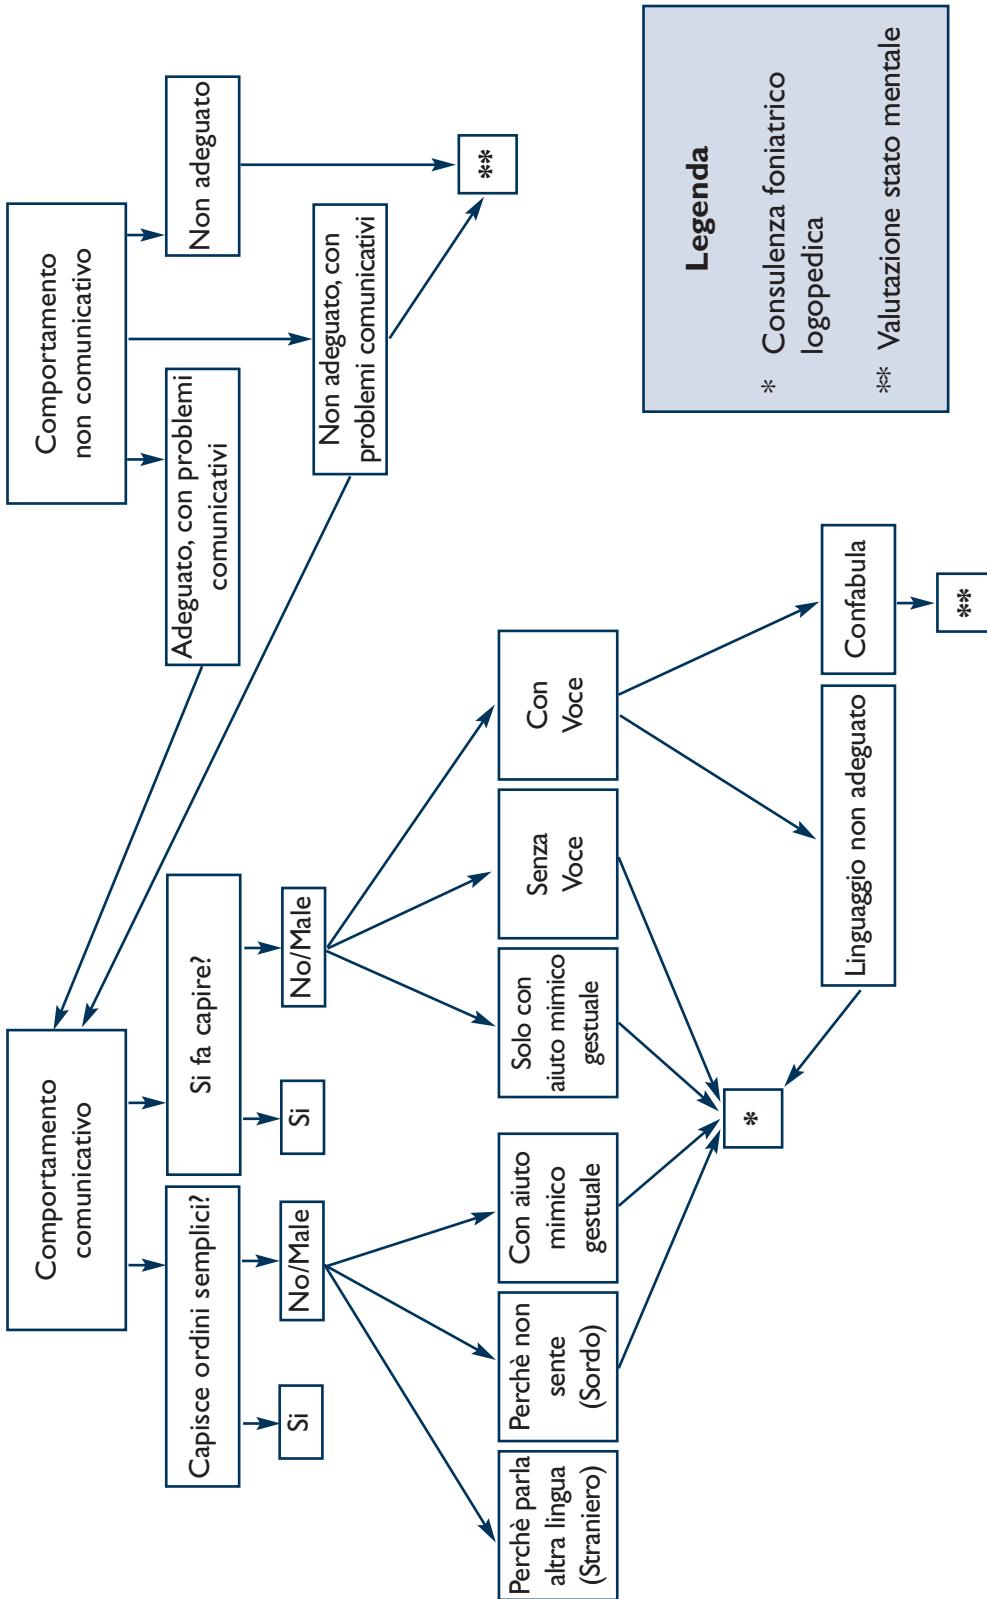 Comportamento
comunicativo
Comportamento
non comunicativo
Capisce ordini semplici?
Si fa capire?
Adeguato, con problemi
comunicativi
Non adeguato
Si
No/Male
Si
No/Male
Non adeguato, con
problemi comunicativi
**
Perchè parla
altra lingua
(Straniero)
Perchè non
sente
(Sordo)
Con aiuto
mimico
gestuale
Solo con
aiuto mimico
gestuale
Senza
Voce
Con
Voce
*
Linguaggio non adeguato
Confabula
**
Legenda
* Consulenza foniatrico
logopedica
** Valutazione stato mentale